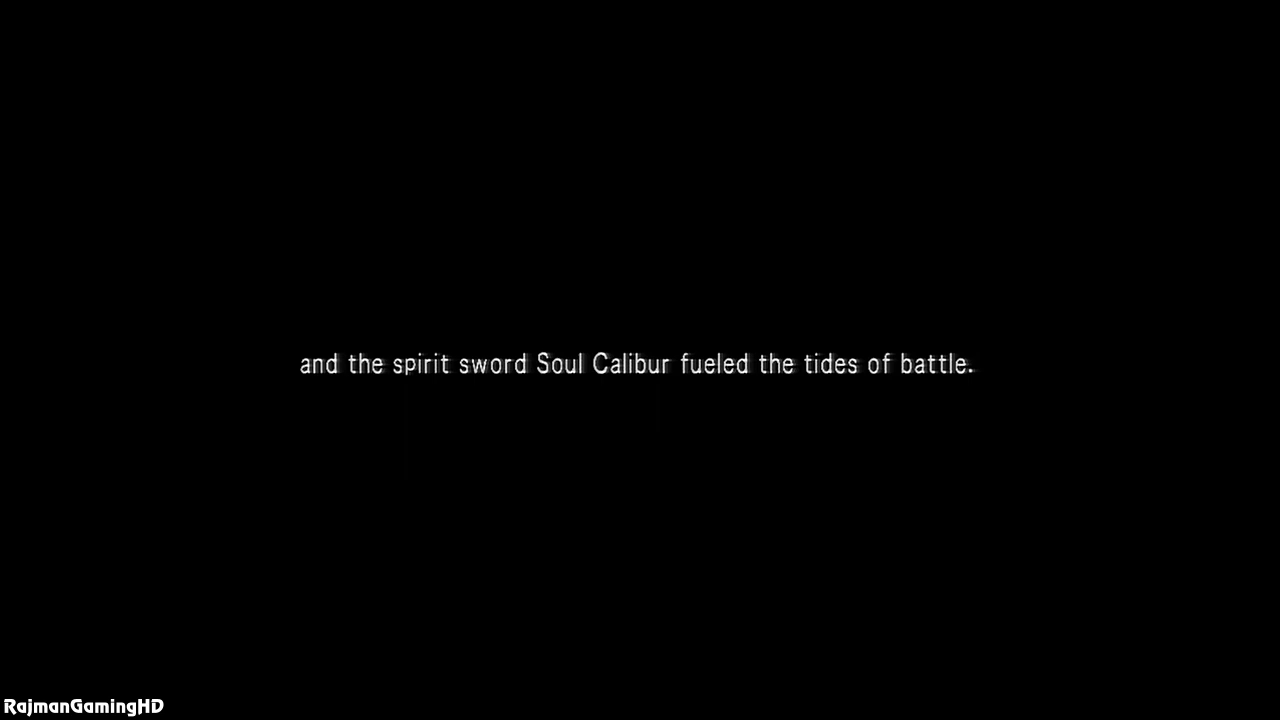 and the spirit sword Soul Calibur fueled the tides of battle.
RajmanGamingHD